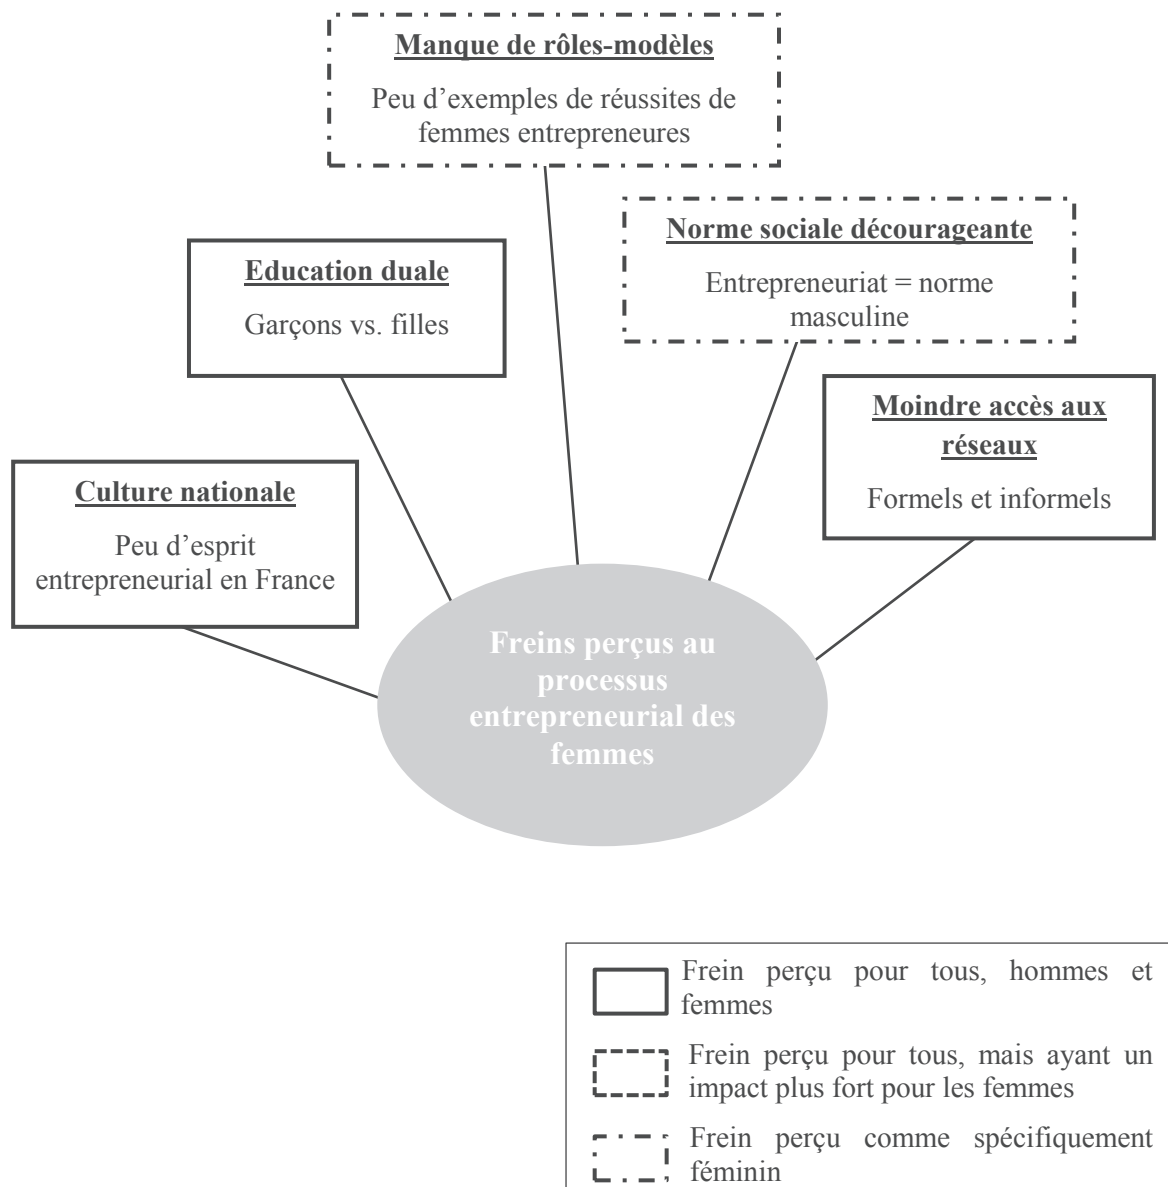 Manque de rôles-modèles
Peu d’exemples de réussites de
femmes entrepreneures
Norme sociale décourageante
Entrepreneuriat = norme
masculine
Education duale
Garçons vs. filles
Moindre accès aux
réseaux
Formels et informels
Culture nationale
Peu d’esprit
entrepreneurial en France
Freins perçus au
processus
entrepreneurial des
femmes
Frein perçu pour tous, hommes et
femmes
Frein perçu pour tous, mais ayant un
impact plus fort pour les femmes
Frein perçu comme spécifiquement
féminin